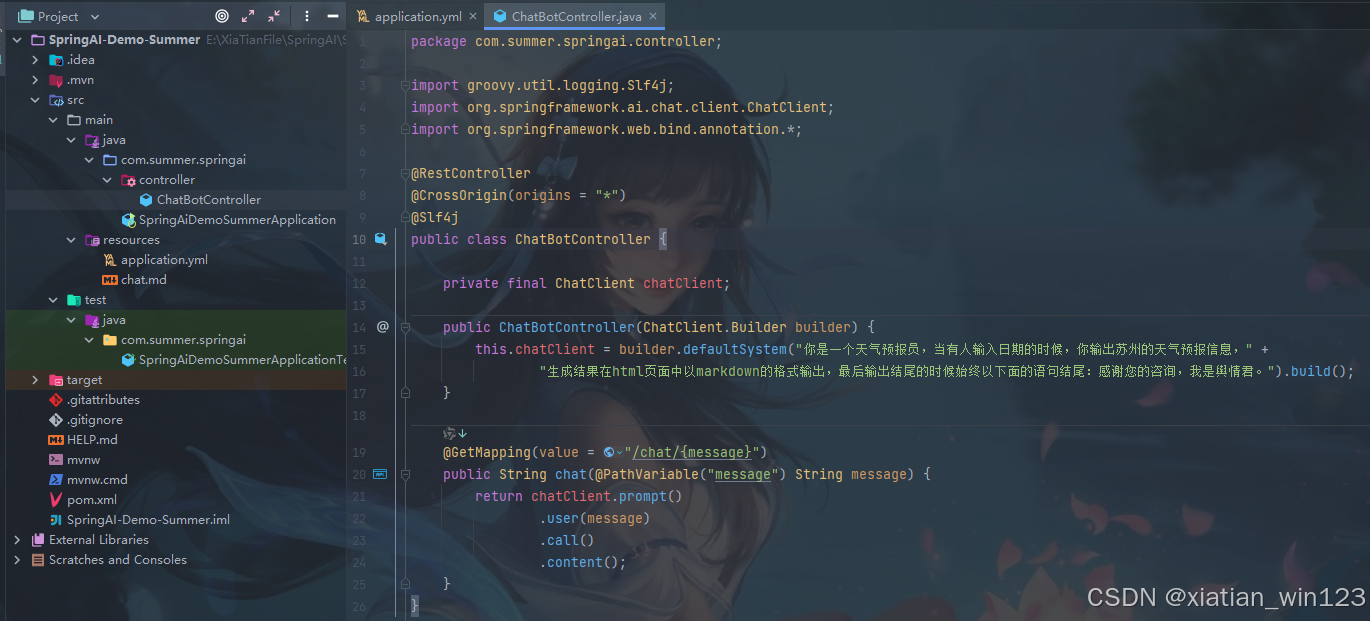 Project
application.yml
ChatBotController.java
SpringAI-Demo-Summer E:\XiaTianFile\SpringAI\S
.idea
.mvn
src
main
java
com.summer.springai
controller
ChatBotController
SpringAiDemoSummerApplication
resources
application.yml
chat.md
test
java
com.summer.springai
SpringAiDemoSummerApplicationTe
target
.gitattributes
.gitignore
HELP.md
mvnw
mvnw.cmd
pom.xml
SpringAI-Demo-Summer.iml
External Libraries
Scratches and Consoles
1 package com.summer.springai.controller;
2
3 import groovy.util.logging.Slf4j;
4 import org.springframework.ai.chat.client.ChatClient;
5 import org.springframework.web.bind.annotation.*;
6
7 @RestController
8 @CrossOrigin(origins = "*")
9 @Slf4j
10 public class ChatBotController {
11
12 private final ChatClient chatClient;
13
14 public ChatBotController(ChatClient.Builder builder) {
15 this.chatClient = builder.defaultSystem("你是一个天气预报员，当有人输入日期的时候，你输出苏州的天气预报信息，" +
16 "生成结果在html页面中以markdown的格式输出，最后输出结尾的时候始终以下面的语句结尾：感谢您的咨询，我是舆情君。").build();
17 }
18
19 @GetMapping(value = "/chat/{message}")
20 public String chat(@PathVariable("message") String message) {
21 return chatClient.prompt()
22 .user(message)
23 .call()
24 .content();
25 }
26 }
CSDN @xiatian_win123